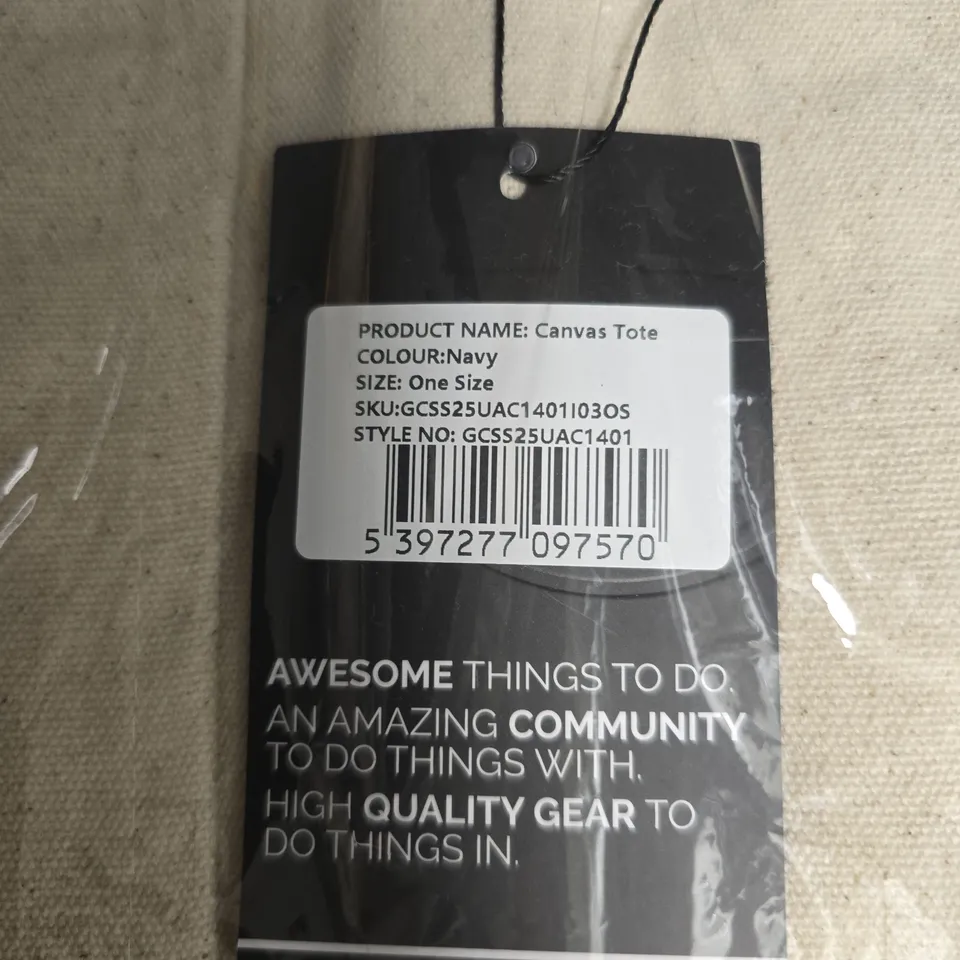 PRODUCT NAME: Canvas Tote
COLOUR:Navy
SIZE: One Size
SKU:GCSS25UAC1401I03OS
STYLE NO: GCSS25UAC1401
5 397277 097570
AWESOME THINGS TO DO.
AN AMAZING COMMUNITY
TO DO THINGS WITH.
HIGH QUALITY GEAR TO
DO THINGS IN.